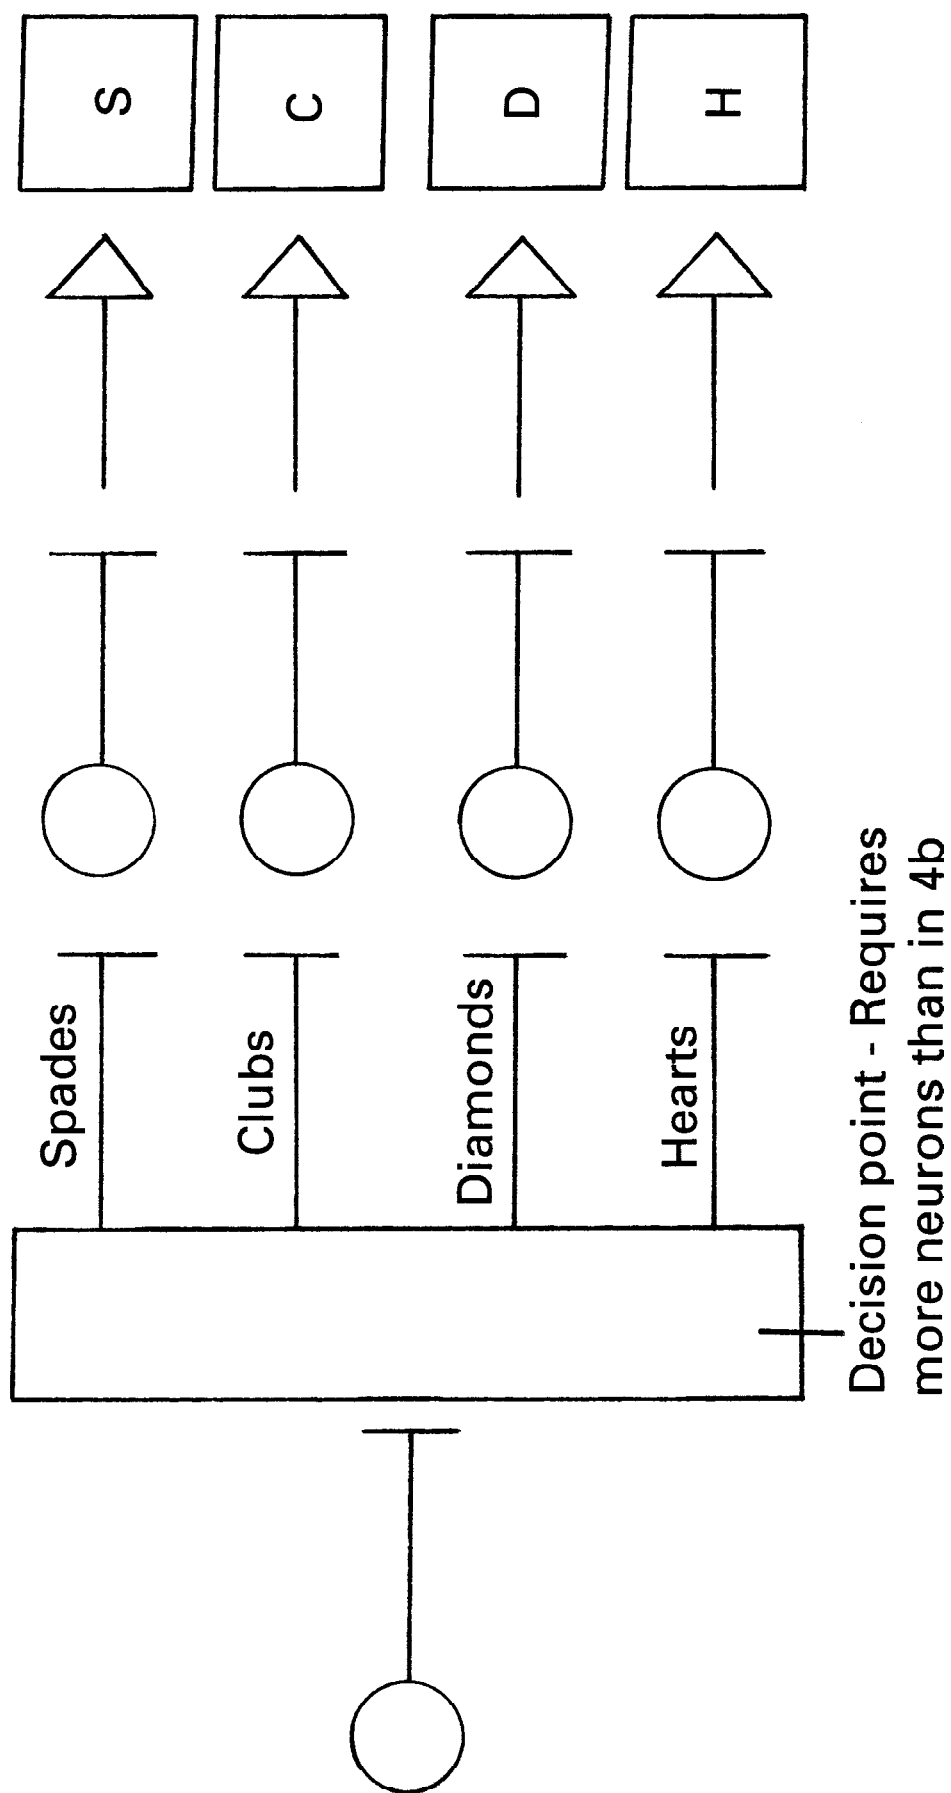 S
C
D
H
Spades
Clubs
Diamonds
Hearts
Decision point - Requires
more neurons than in 4b